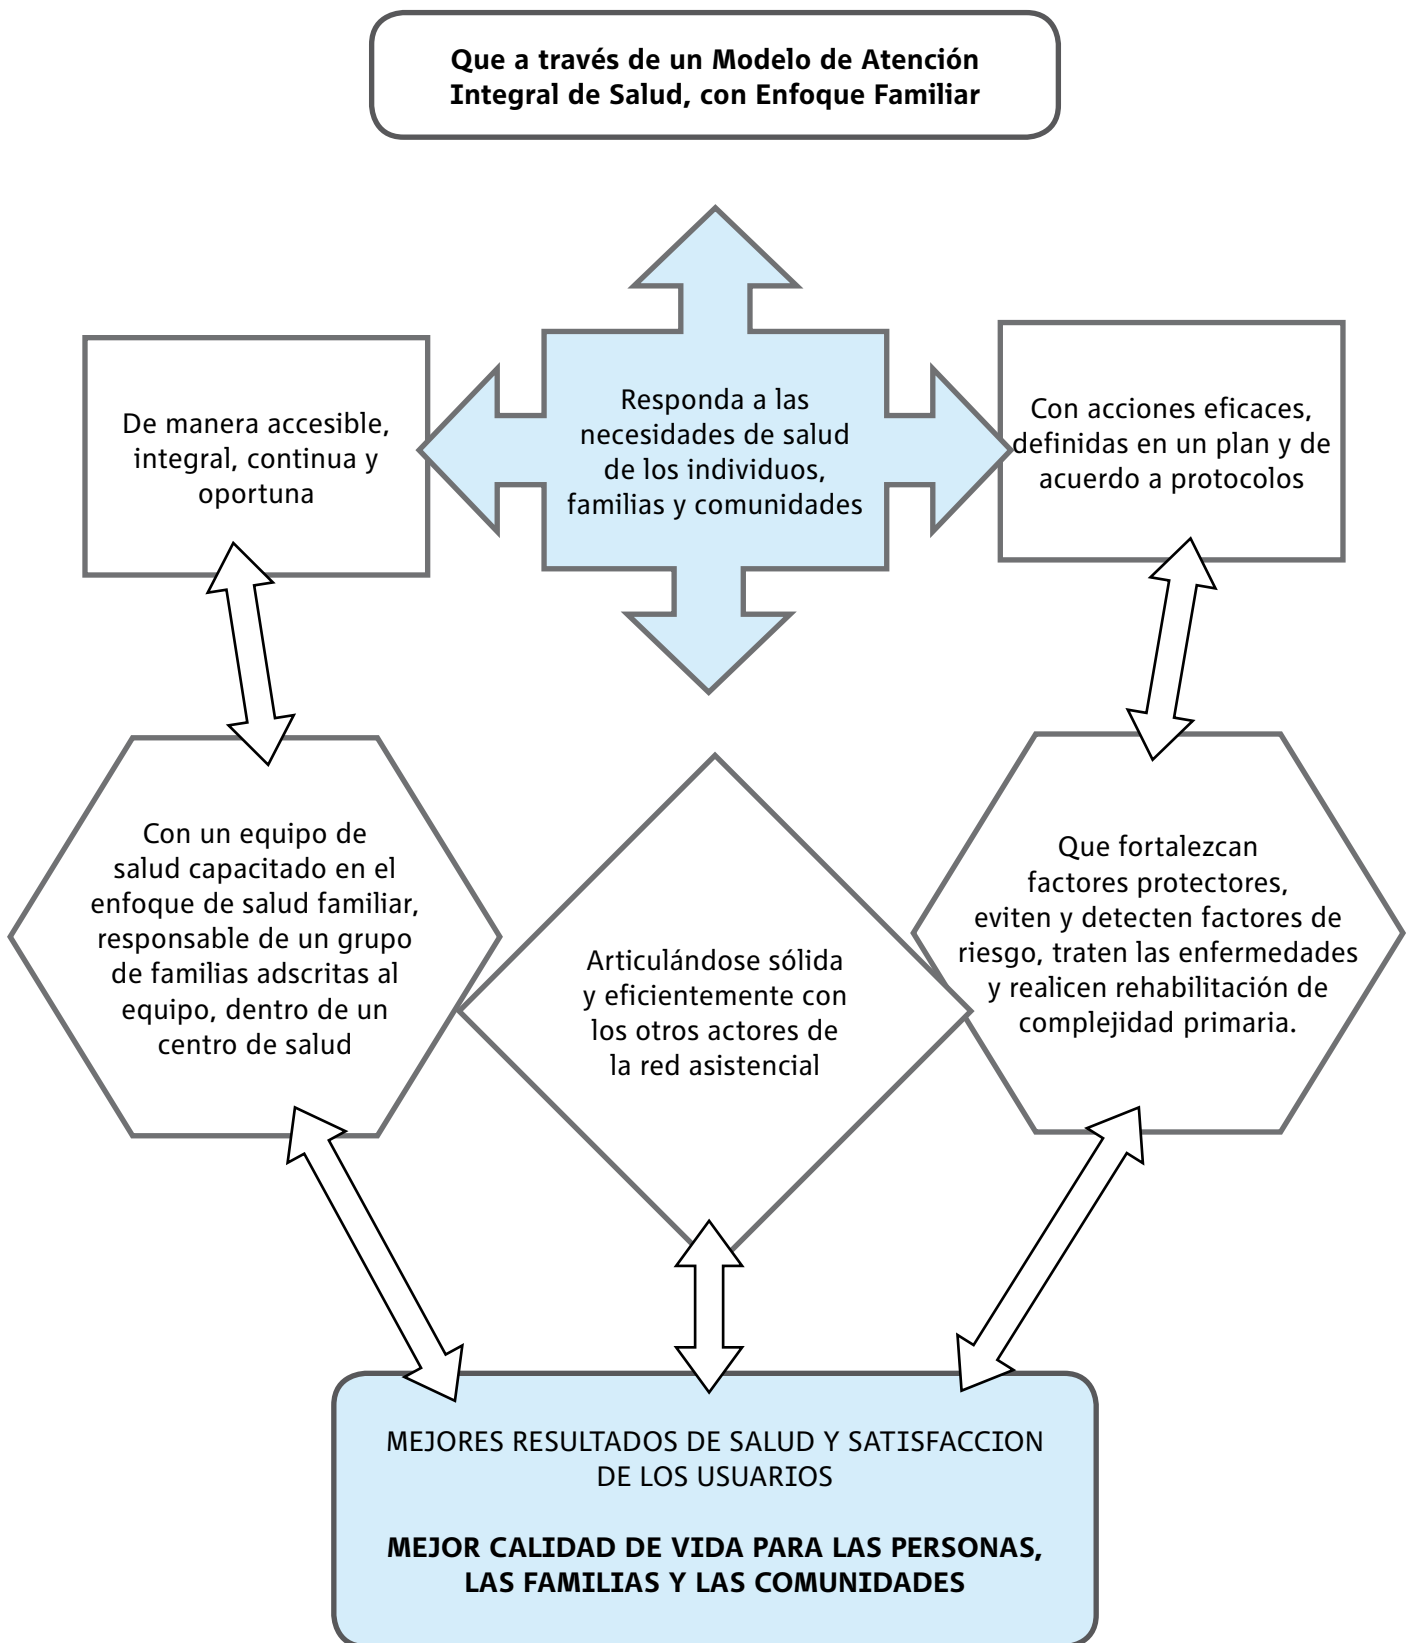 Que a través de un Modelo de Atención
Integral de Salud, con Enfoque Familiar
De manera accesible,
integral, continua y
oportuna
Responda a las
necesidades de salud
de los individuos,
familias y comunidades
Con acciones eficaces,
definidas en un plan y de
acuerdo a protocolos
Con un equipo de
salud capacitado en el
enfoque de salud familiar,
responsable de un grupo
de familias adscritas al
equipo, dentro de un
centro de salud
Articulándose sólida
y eficientemente con
los otros actores de
la red asistencial
Que fortalezcan
factores protectores,
eviten y detecten factores de
riesgo, traten las enfermedades
y realicen rehabilitación de
complejidad primaria.
MEJORES RESULTADOS DE SALUD Y SATISFACCION
DE LOS USUARIOS
MEJOR CALIDAD DE VIDA PARA LAS PERSONAS,
LAS FAMILIAS Y LAS COMUNIDADES